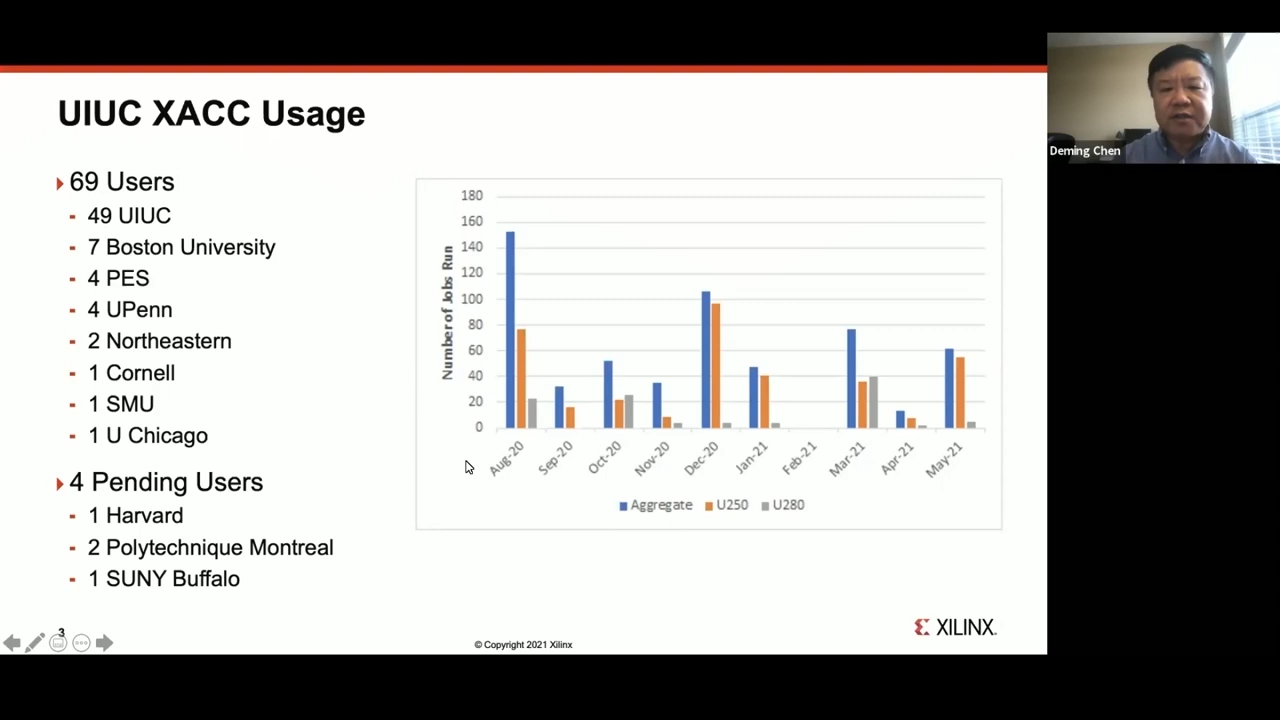 UIUC XACC Usage
69 Users
- 49 UIUC
- 7 Boston University
- 4 PES
- 4 UPenn
- 2 Northeastern
- 1 Cornell
- 1 SMU
- 1 U Chicago
4 Pending Users
- 1 Harvard
- 2 Polytechnique Montreal
- 1 SUNY Buffalo
Number of Jobs Run
180
160
140
120
100
80
60
40
20
0
Aug-20
Sep-20
Oct-20
Nov-20
Dec-20
Jan-21
Feb-21
Mar-21
Apr-21
May-21
Aggregate U250 U280
3
© Copyright 2021 Xilinx
XILINX.
Deming Chen